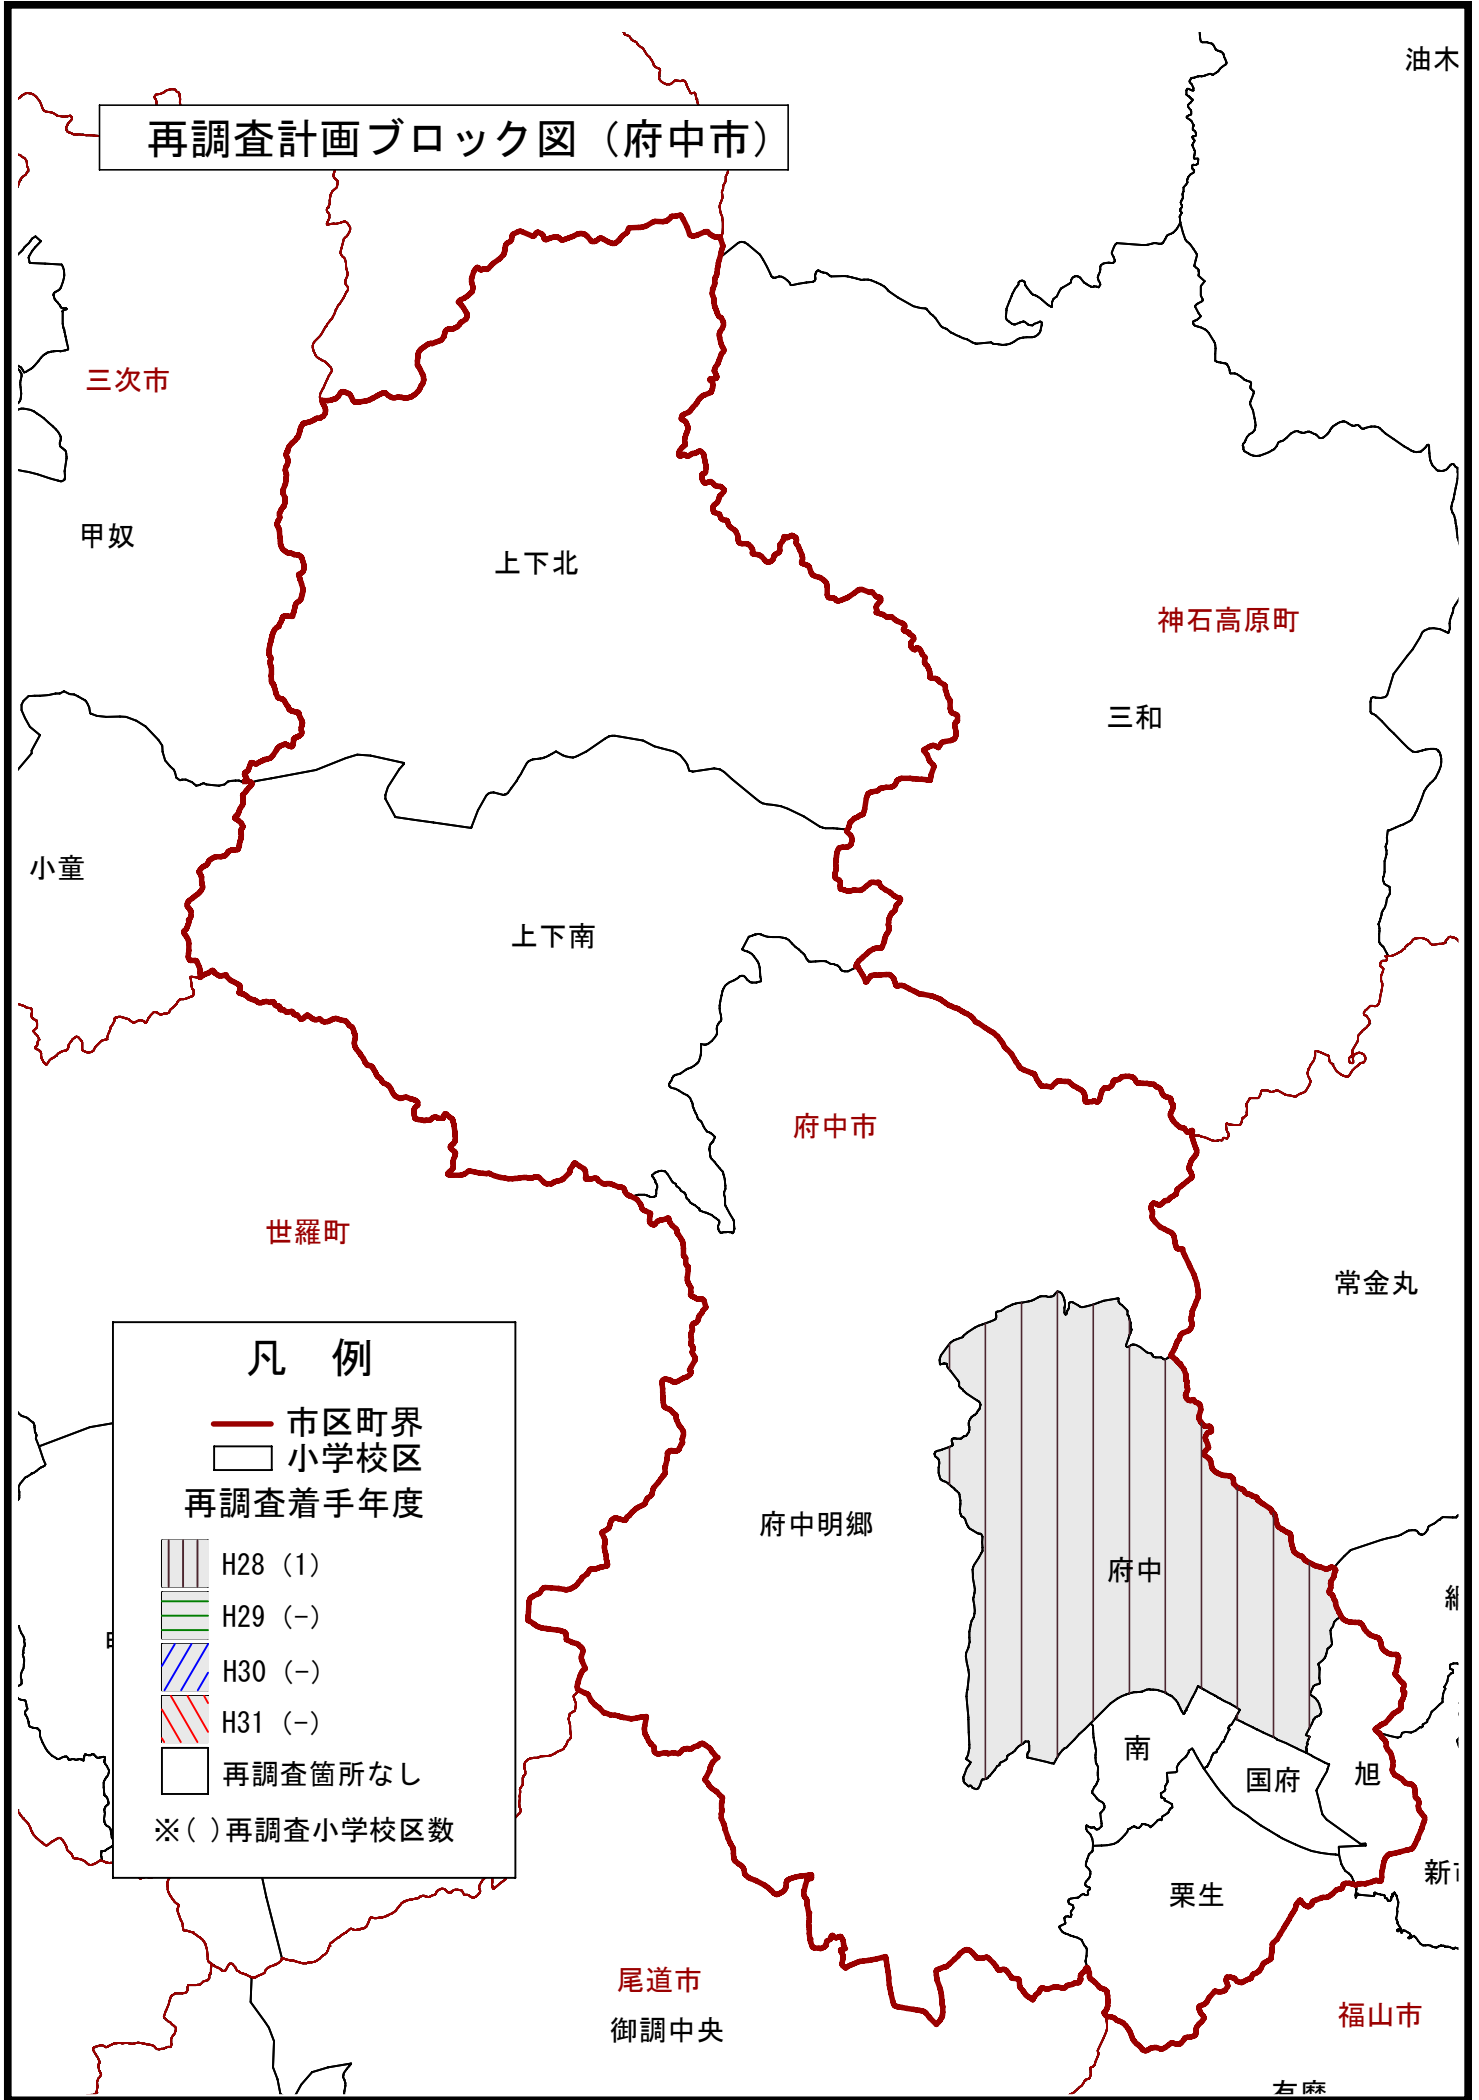 油木
再調査計画ブロック図（府中市）
三次市
甲奴
上下北
神石高原町
三和
小童
上下南
府中市
世羅町
常金丸
凡　例
市区町界
小学校区
再調査着手年度
H28（1）
H29（-）
H30（-）
H31（-）
再調査箇所なし
※( )再調査小学校区数
府中明郷
府中
南
国府
旭
栗生
尾道市
御調中央
福山市